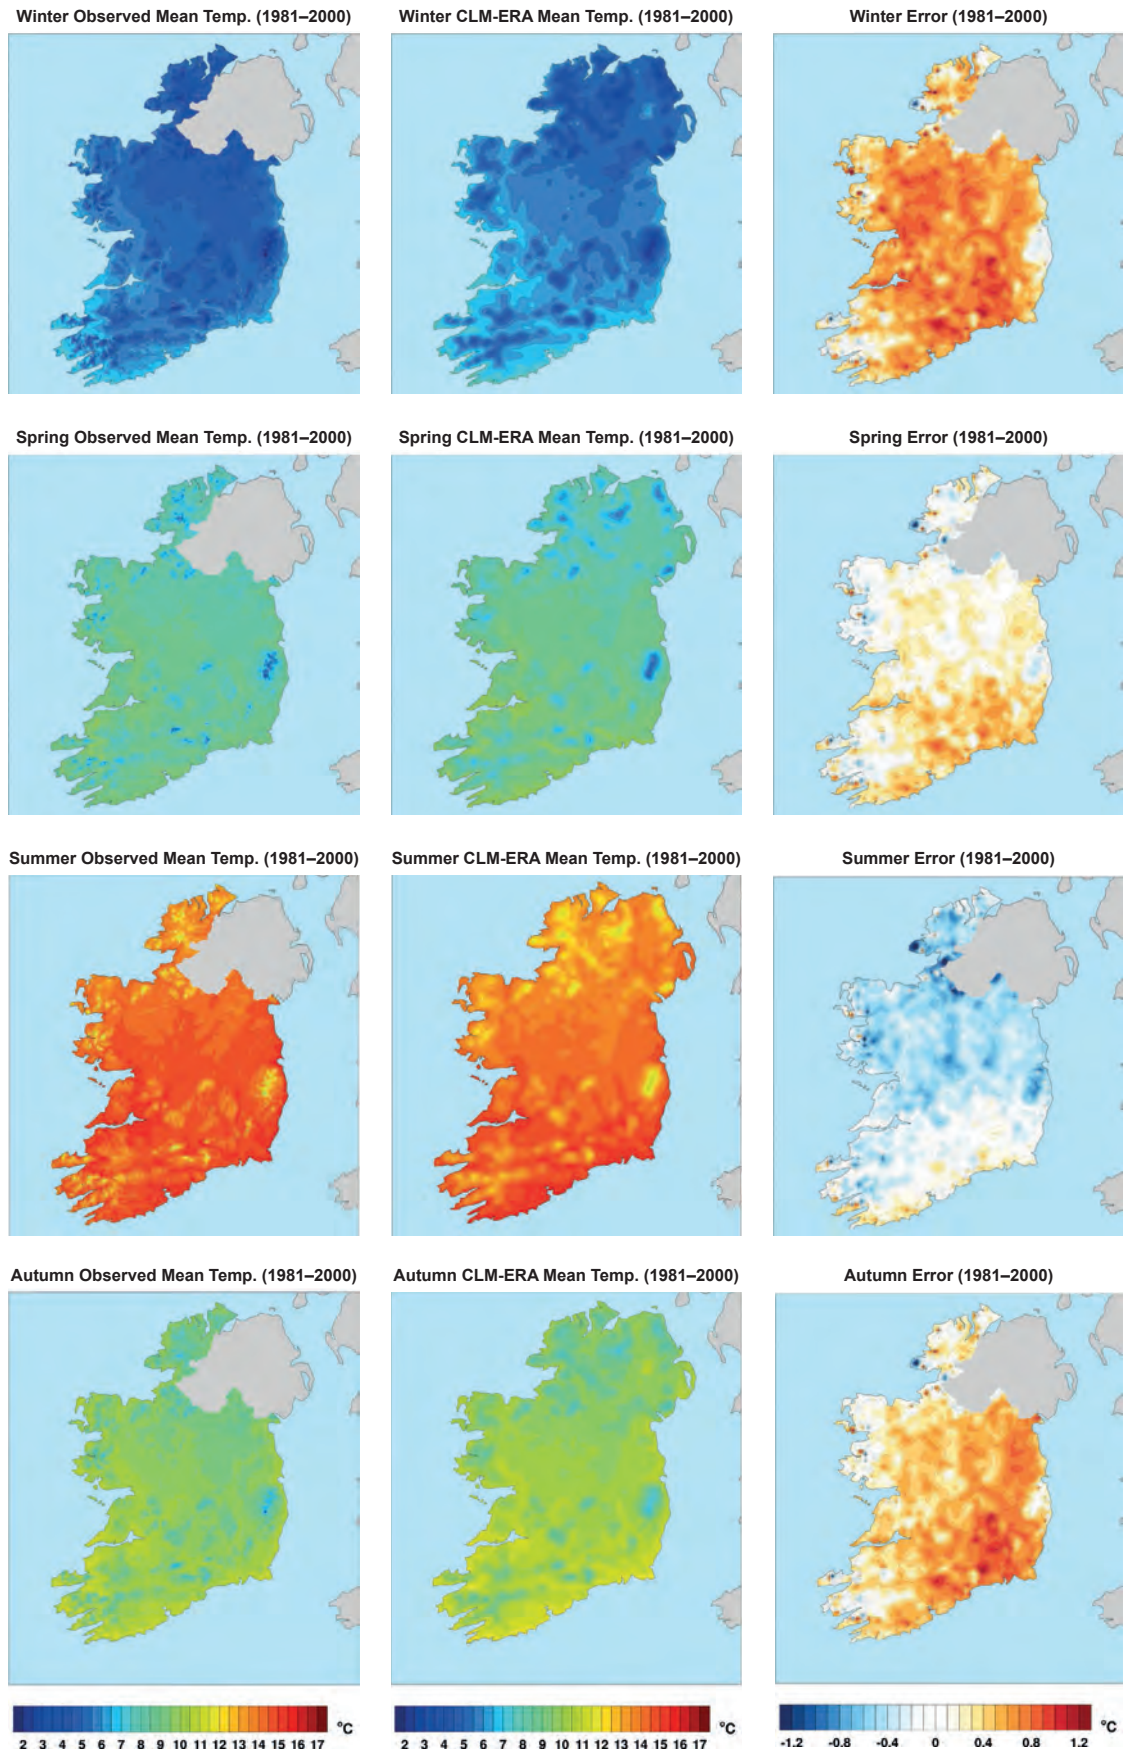 Winter Observed Mean Temp. (1981–2000) Winter CLM-ERA Mean Temp. (1981–2000) Winter Error (1981–2000)
Spring Observed Mean Temp. (1981–2000) Spring CLM-ERA Mean Temp. (1981–2000) Spring Error (1981–2000)
Summer Observed Mean Temp. (1981–2000) Summer CLM-ERA Mean Temp. (1981–2000) Summer Error (1981–2000)
Autumn Observed Mean Temp. (1981–2000) Autumn CLM-ERA Mean Temp. (1981–2000) Autumn Error (1981–2000)
°C °C °C
2 3 4 5 6 7 8 9 10 11 12 13 14 15 16 17 2 3 4 5 6 7 8 9 10 11 12 13 14 15 16 17 -1.2 -0.8 -0.4 0 0.4 0.8 1.2